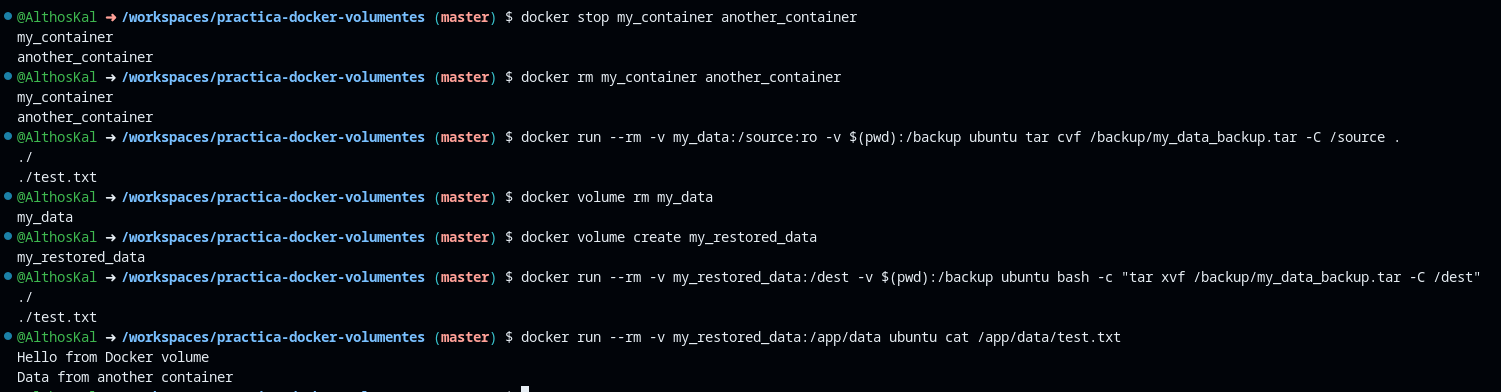 @AlthosKal ➜ /workspaces/practica-docker-volumentes (master) $ docker stop my_container another_container
my_container
another_container
@AlthosKal ➜ /workspaces/practica-docker-volumentes (master) $ docker rm my_container another_container
my_container
another_container
@AlthosKal ➜ /workspaces/practica-docker-volumentes (master) $ docker run --rm -v my_data:/source:ro -v $(pwd):/backup ubuntu tar cvf /backup/my_data_backup.tar -C /source .
./
./test.txt
@AlthosKal ➜ /workspaces/practica-docker-volumentes (master) $ docker volume rm my_data
my_data
@AlthosKal ➜ /workspaces/practica-docker-volumentes (master) $ docker volume create my_restored_data
my_restored_data
@AlthosKal ➜ /workspaces/practica-docker-volumentes (master) $ docker run --rm -v my_restored_data:/dest -v $(pwd):/backup ubuntu bash -c "tar xvf /backup/my_data_backup.tar -C /dest"
./
./test.txt
@AlthosKal ➜ /workspaces/practica-docker-volumentes (master) $ docker run --rm -v my_restored_data:/app/data ubuntu cat /app/data/test.txt
Hello from Docker volume
Data from another container